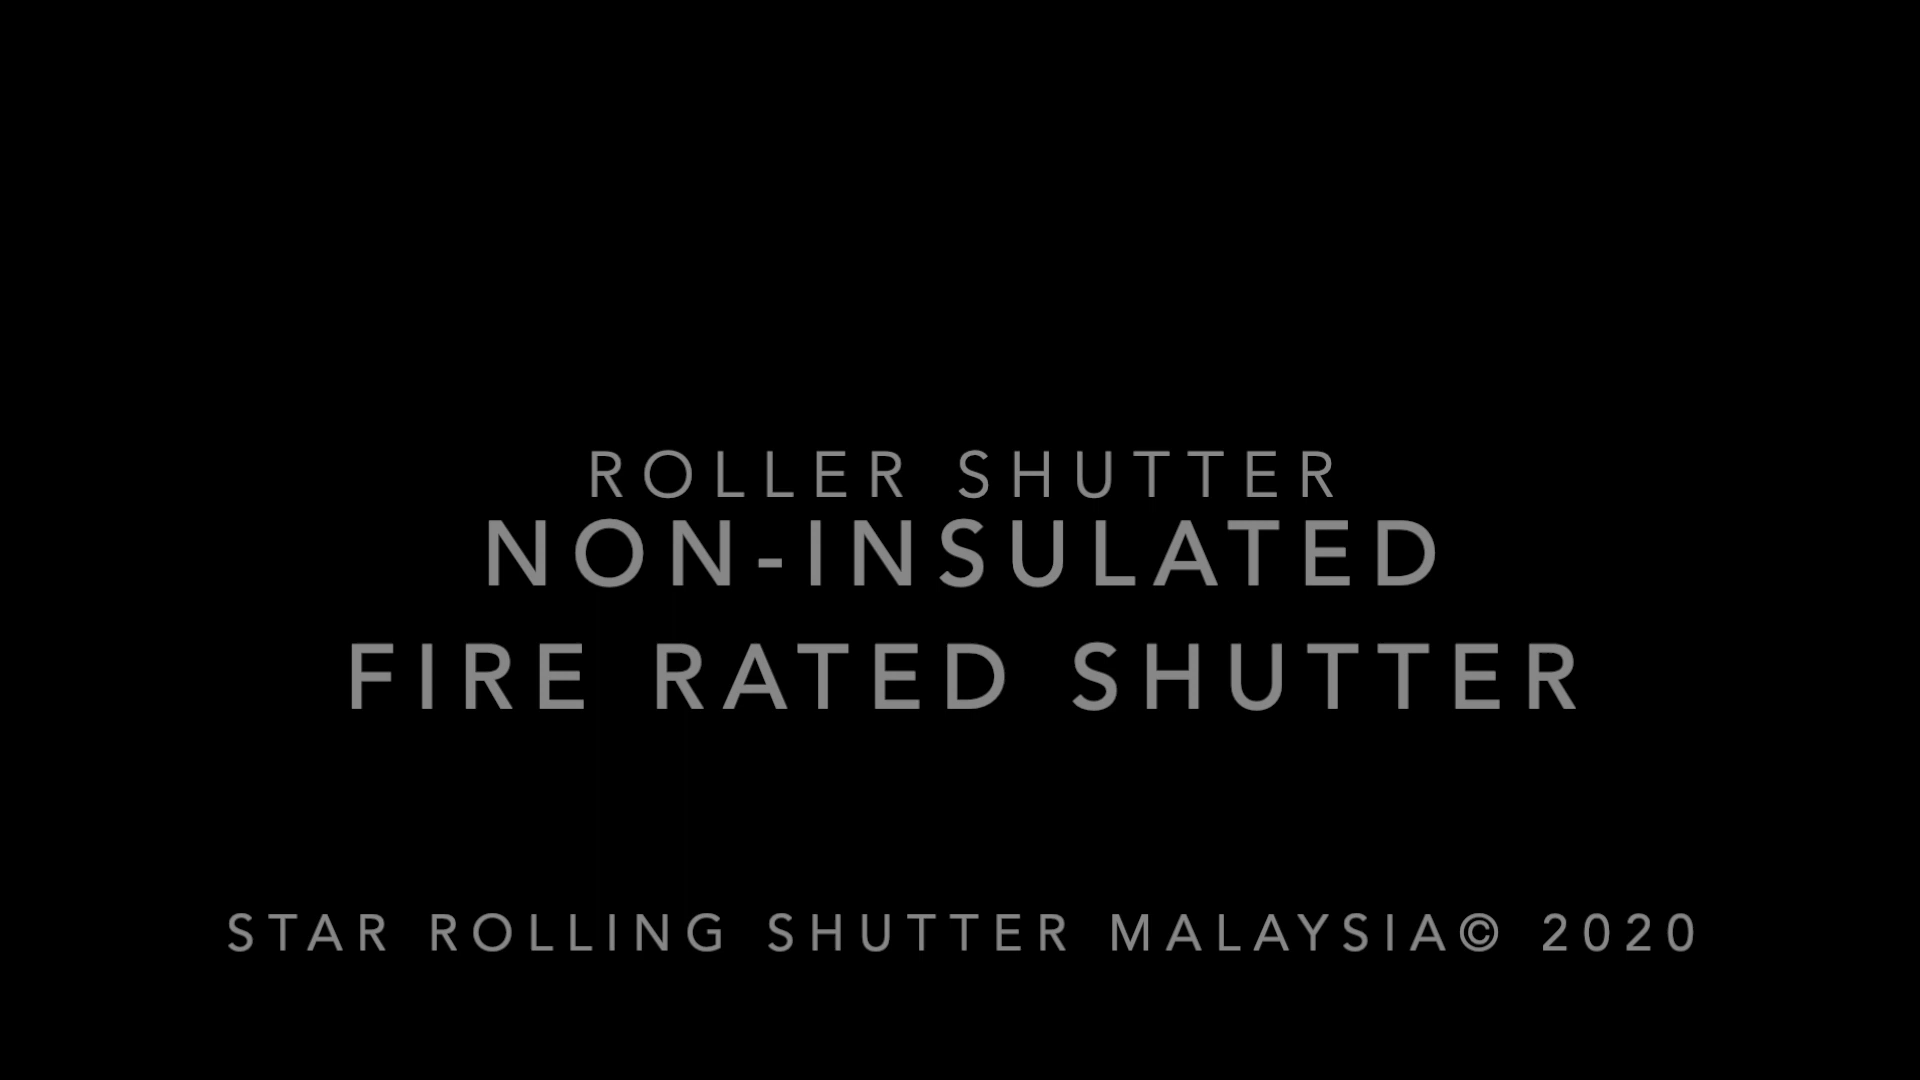 ROLLER SHUTTER
NON-INSULATED
FIRE RATED SHUTTER
STAR ROLLING SHUTTER MALAYSIA© 2020